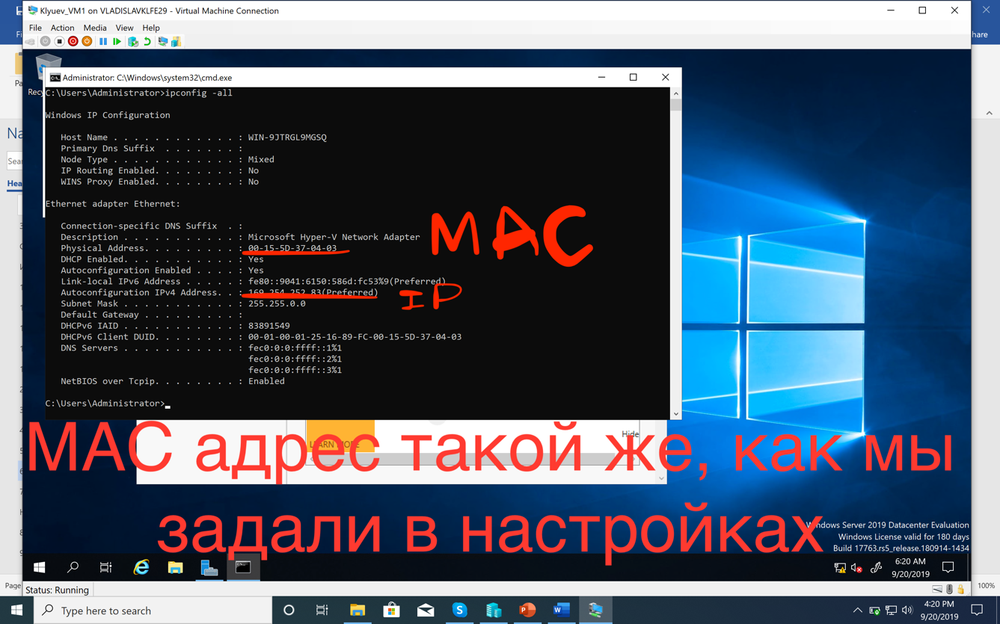 Klyuev_VM1 on VLADISLAVKLFE29 - Virtual Machine Connection
File Action Media View Help
hare
Administrator: C:\Windows\system32\cmd.exe
C:\Users\Administrator>ipconfig -all
Windows IP Configuration
Host Name . . . . . . . . . . . . : WIN-9JTRGL9MGSQ
Primary Dns Suffix . . . . . . . :
Node Type . . . . . . . . . . . . : Mixed
IP Routing Enabled. . . . . . . . : No
WINS Proxy Enabled. . . . . . . . : No
Ethernet adapter Ethernet:
Connection-specific DNS Suffix . :
Description . . . . . . . . . . . : Microsoft Hyper-V Network Adapter
MAC
Physical Address. . . . . . . . . : 00-15-5D-37-04-03
DHCP Enabled. . . . . . . . . . . : Yes
Autoconfiguration Enabled . . . . : Yes
Link-local IPv6 Address . . . . . : fe80::9041:6150:586d:fc53%9(Preferred)
Autoconfiguration IPv4 Address. . : 169.254.252.83(Preferred)
IP
Subnet Mask . . . . . . . . . . . : 255.255.0.0
Default Gateway . . . . . . . . . :
DHCPv6 IAID . . . . . . . . . . . : 83891549
DHCPv6 Client DUID. . . . . . . . : 00-01-00-01-25-16-89-FC-00-15-5D-37-04-03
DNS Servers . . . . . . . . . . . : fec0:0:0:ffff::1%1
fec0:0:0:ffff::2%1
fec0:0:0:ffff::3%1
NetBIOS over Tcpip. . . . . . . . : Enabled
C:\Users\Administrator>
LEARN MORE
Hide
MAC адрес такой же, как мы
задали в настройках
Windows Server 2019 Datacenter Evaluation
Windows License valid for 180 days
Build 17763.rs5_release.180914-1434
6:20 AM
9/20/2019
Page
100%
Status: Running
Type here to search
4:20 PM
9/20/2019